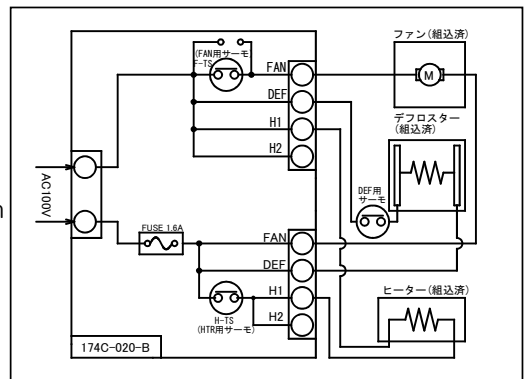 ファン(組込済)
(FAN用サーモ
F-TS
FAN
M
DEF
デフロスター
(組込済)
H1
H2
DEF用
サーモ
AC100V
FUSE 1.6A
FAN
DEF
H1
ヒーター(組込済)
H-TS
(HTR用サーモ)
H2
174C-020-B